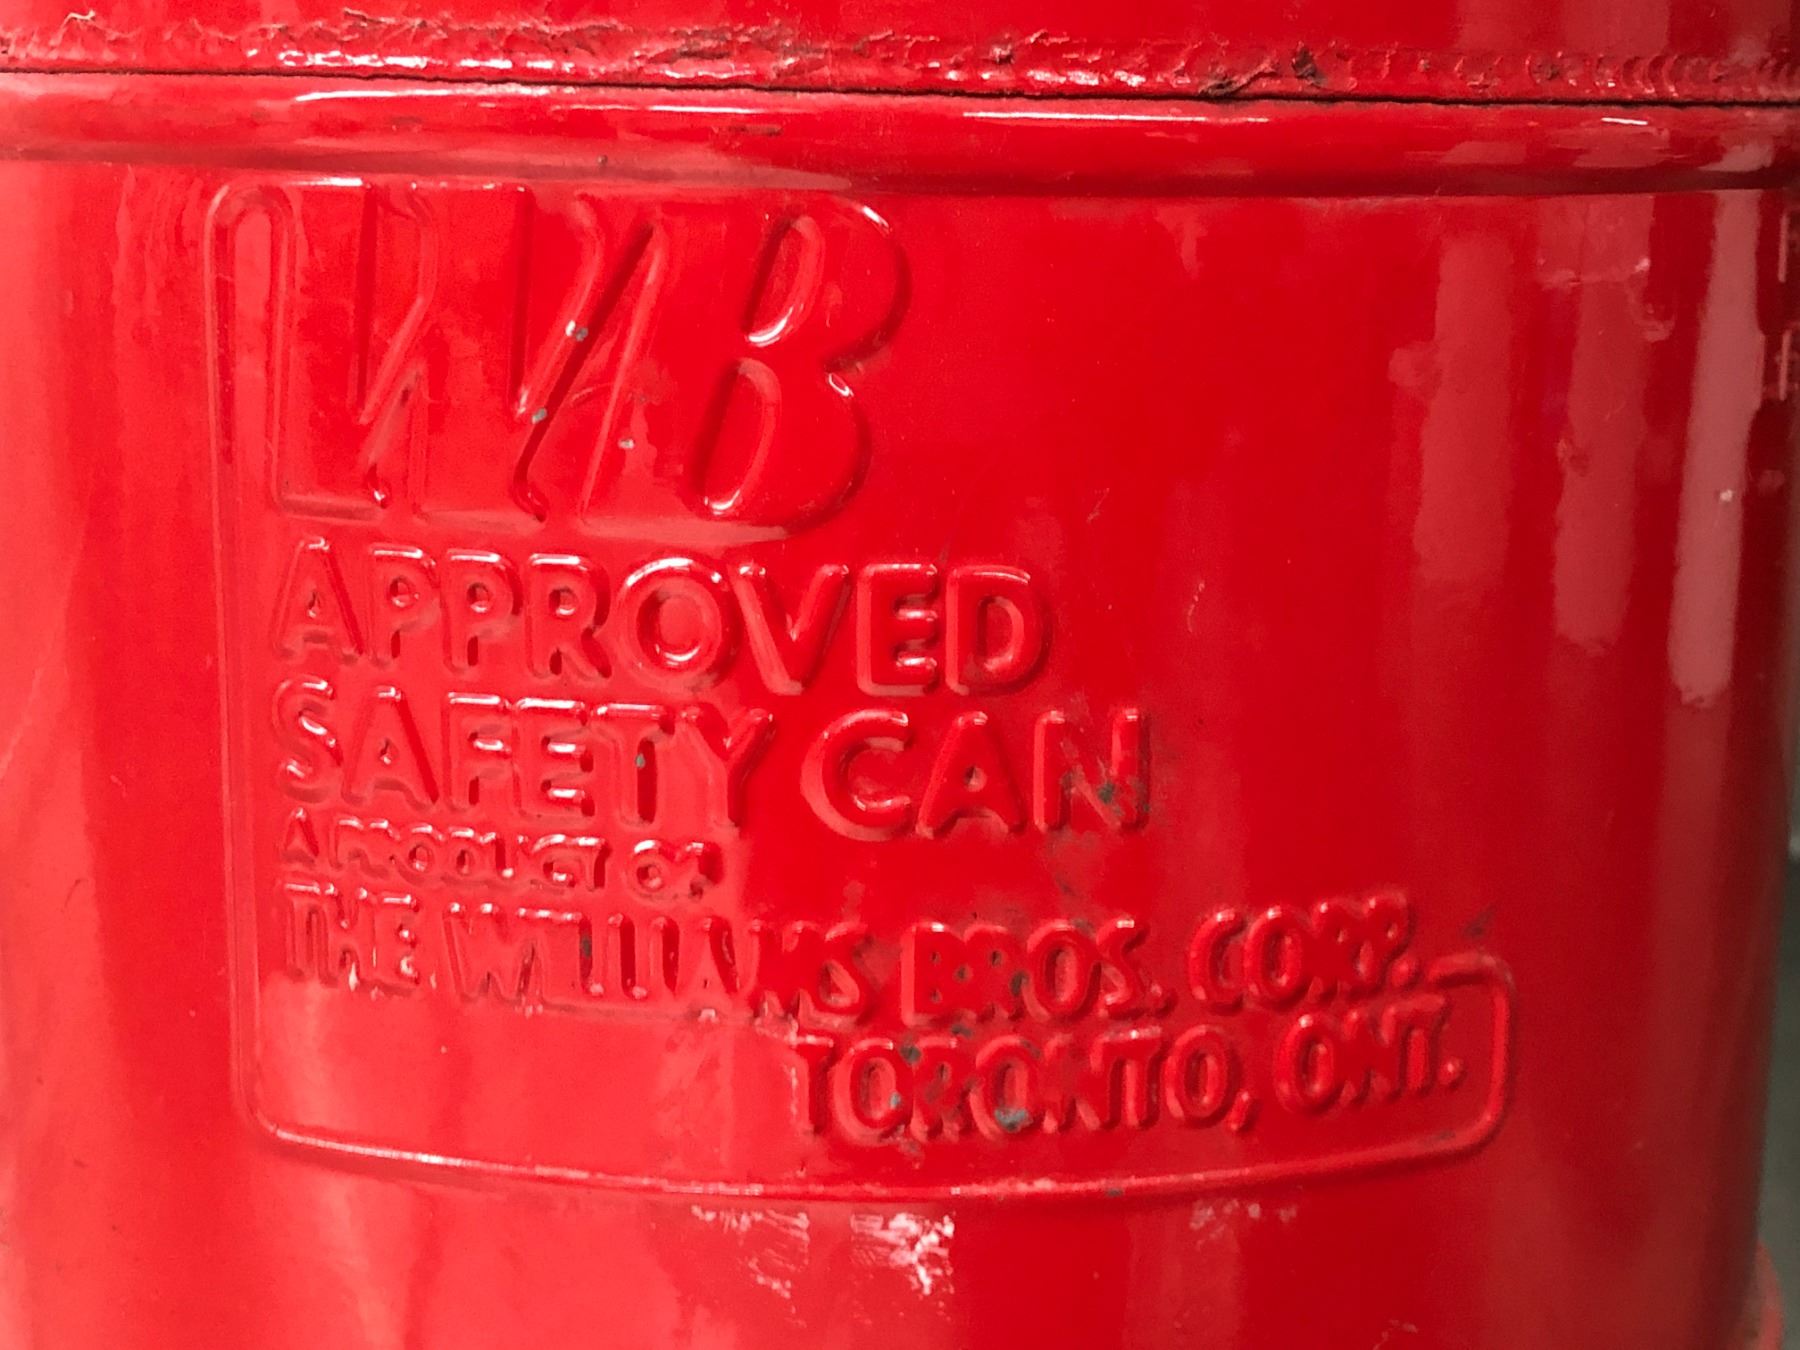 WB
APPROVED
SAFETY CAN
A PRODUCT OF
THE WILLIAMS BROS. CORP.
TORONTO, ONT.